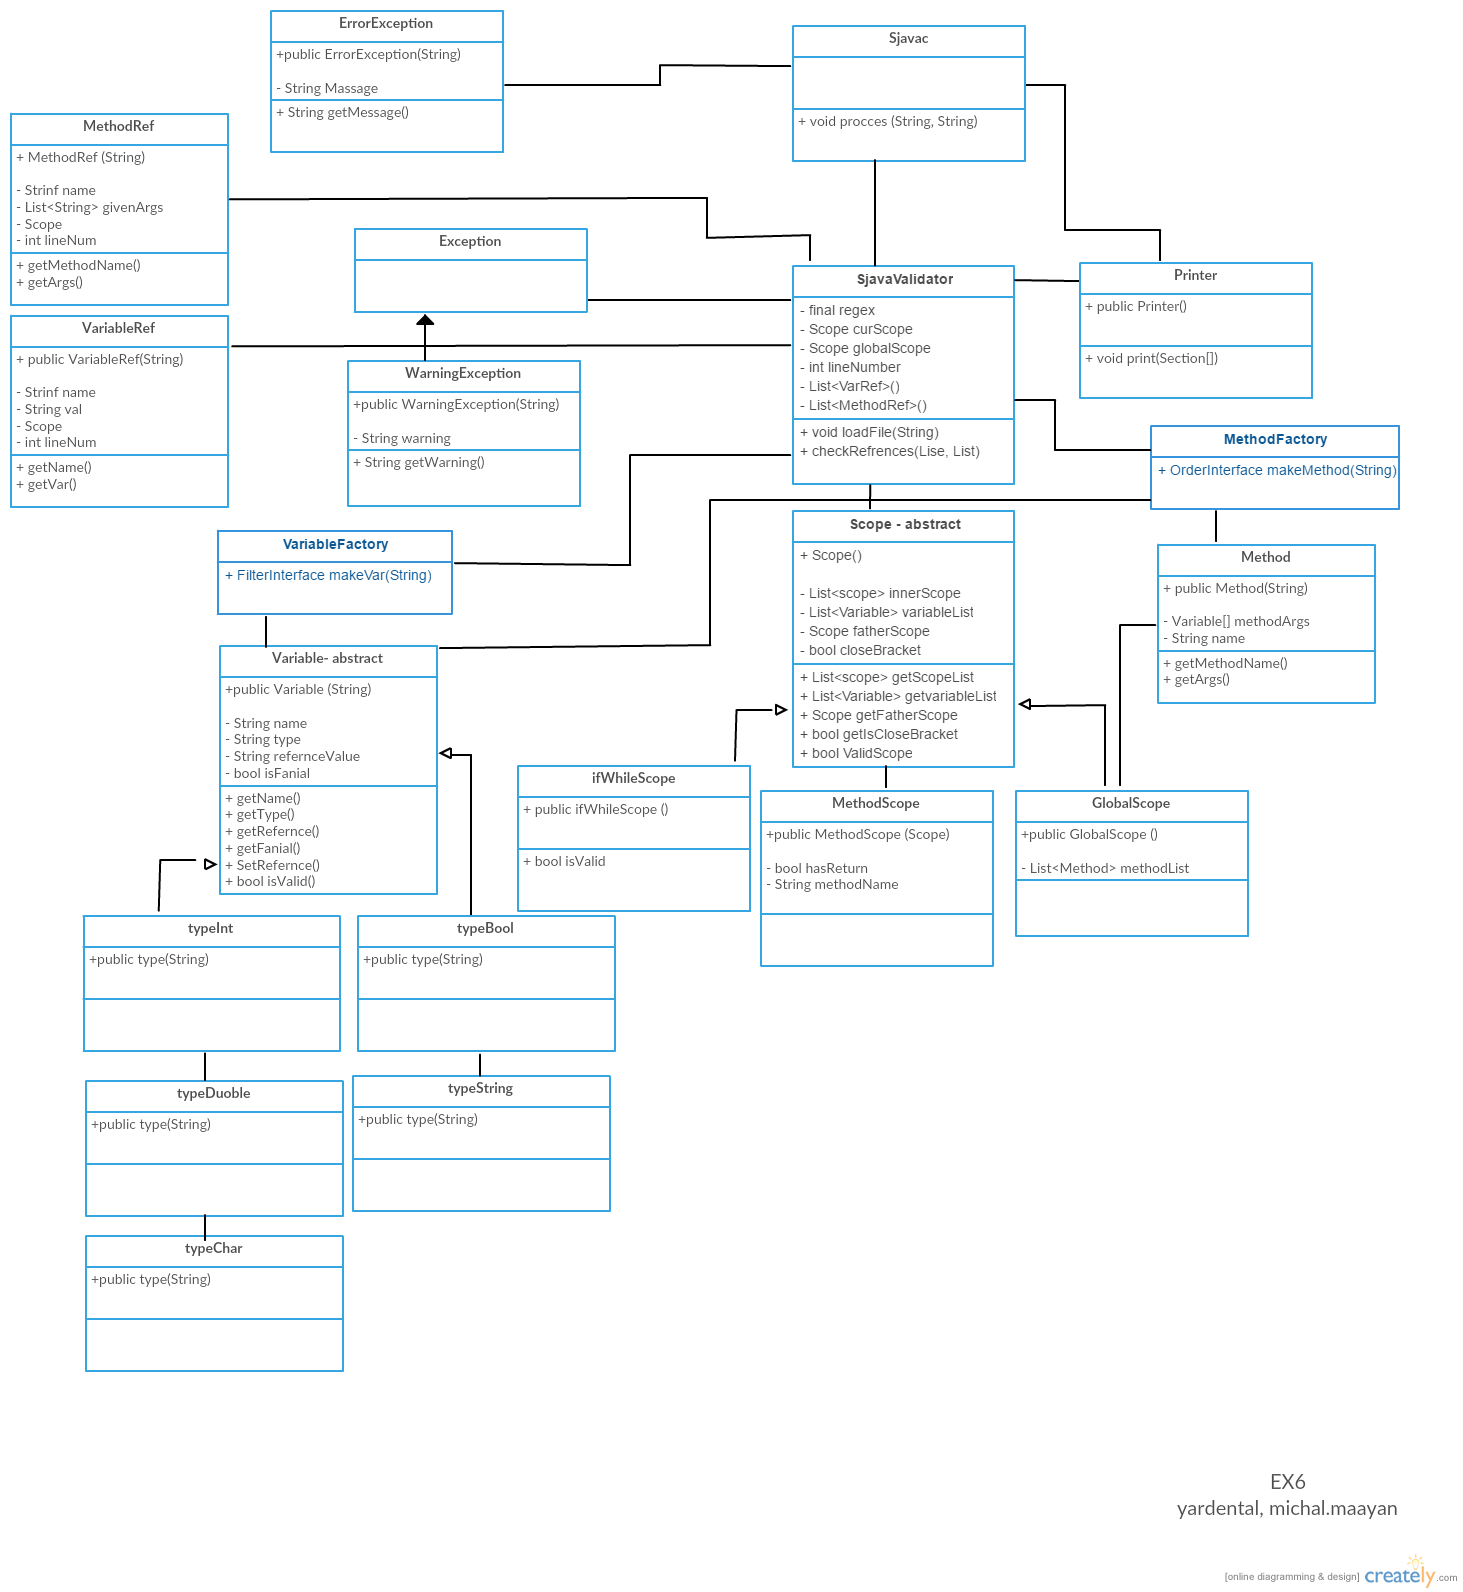 ErrorException
+public ErrorException(String)
- String Massage
+ String getMessage()
Sjavac
+ void procces (String, String)
MethodRef
+ MethodRef (String)
- Strinf name
- List<String> givenArgs
- Scope
- int lineNum
+ getMethodName()
+ getArgs()
Exception
SjavaValidator
- final regex
- Scope curScope
- Scope globalScope
- int lineNumber
- List<VarRef>()
- List<MethodRef>()
+ void loadFile(String)
+ checkRefrences(Lise, List)
Printer
+ public Printer()
+ void print(Section[])
VariableRef
+ public VariableRef(String)
- Strinf name
- String val
- Scope
- int lineNum
+ getName()
+ getVar()
WarningException
+public WarningException(String)
- String warning
+ String getWarning()
MethodFactory
+ OrderInterface makeMethod(String)
VariableFactory
+ FilterInterface makeVar(String)
Scope - abstract
+ Scope()
- List<scope> innerScope
- List<Variable> variableList
- Scope fatherScope
- bool closeBracket
+ List<scope> getScopeList
+ List<Variable> getvariableList
+ Scope getFatherScope
+ bool getIsCloseBracket
+ bool ValidScope
Method
+ public Method(String)
- Variable[] methodArgs
- String name
+ getMethodName()
+ getArgs()
Variable- abstract
+public Variable (String)
- String name
- String type
- String refernceValue
- bool isFanial
+ getName()
+ getType()
+ getRefernce()
+ getFanial()
+ SetRefernce()
+ bool isValid()
ifWhileScope
+ public ifWhileScope ()
+ bool isValid
MethodScope
+public MethodScope (Scope)
- bool hasReturn
- String methodName
GlobalScope
+public GlobalScope ()
- List<Method> methodList
typeInt
+public type(String)
typeBool
+public type(String)
typeDuoble
+public type(String)
typeString
+public type(String)
typeChar
+public type(String)
EX6
yardental, michal.maayan
[online diagramming & design] creately.com